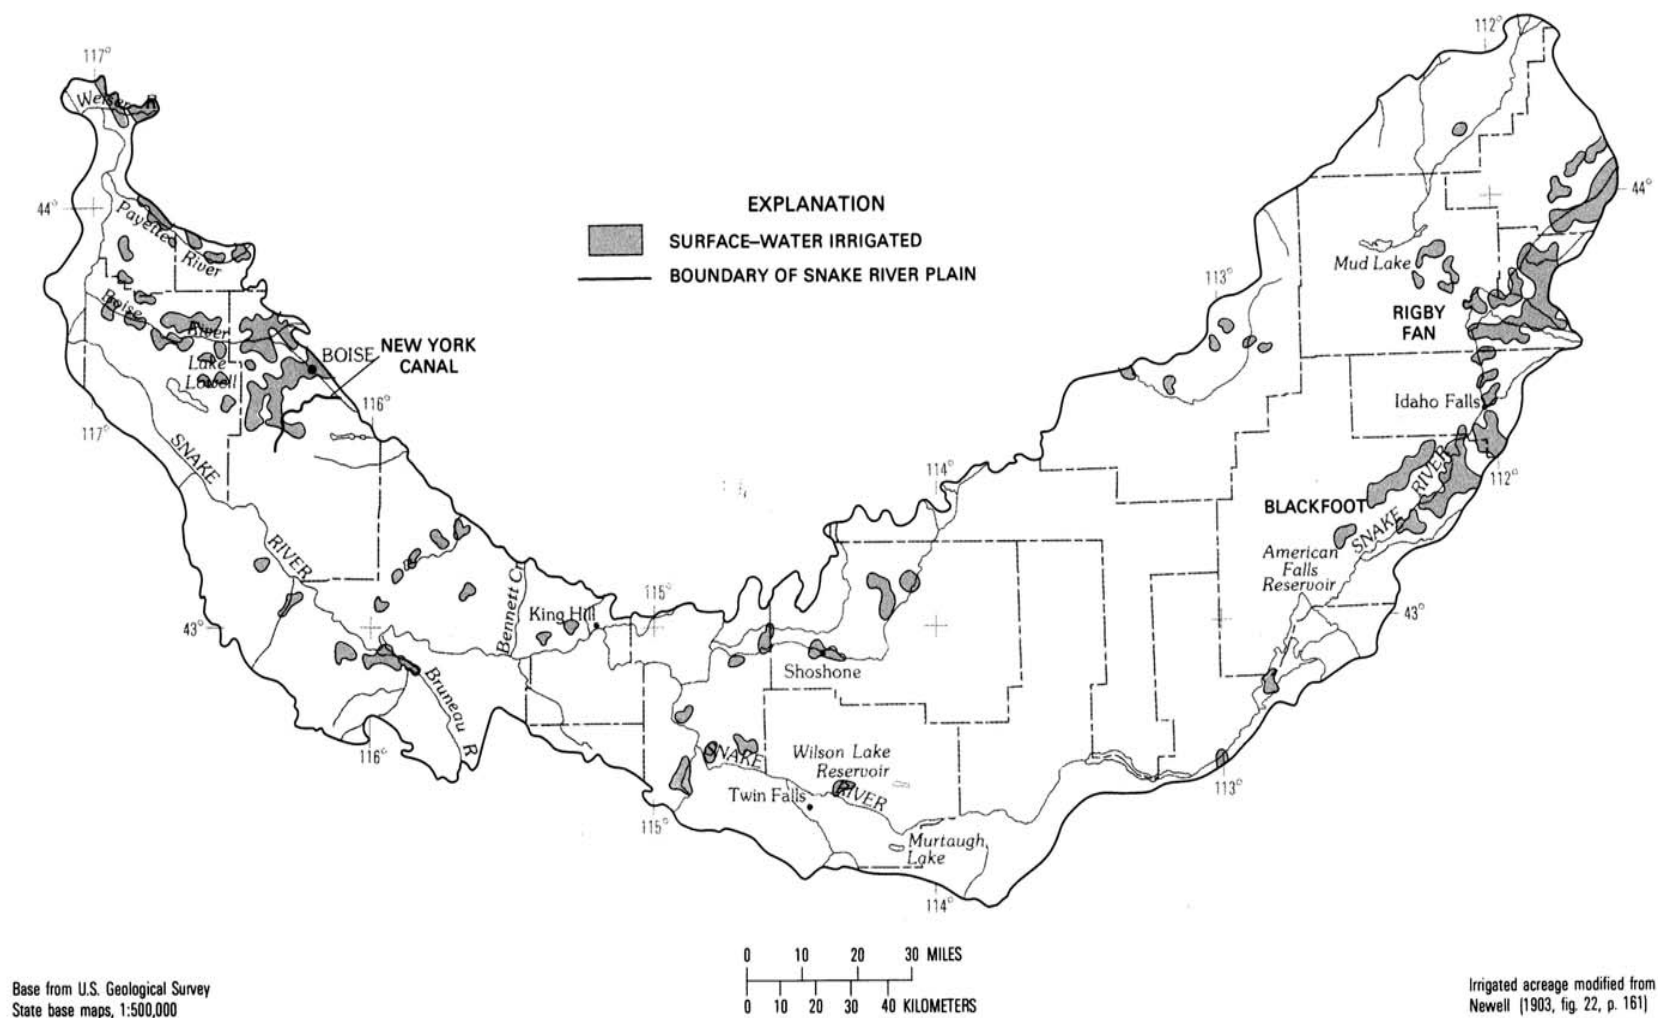 112°
117°
Weiser
R
44°
44°
Payette
River
EXPLANATION
SURFACE–WATER IRRIGATED
BOUNDARY OF SNAKE RIVER PLAIN
Mud Lake
113°
RIGBY
FAN
Boise
River
Lake
Lowell
BOISE
NEW YORK
CANAL
116°
117°
Idaho Falls
SNAKE
114°
112°
RIVER
BLACKFOOT
SNAKE
RIVER
American
Falls
Reservoir
43°
43°
Bennett Cr
King Hill
115°
Shoshone
Bruneau R
116°
SNAKE
Wilson Lake
Reservoir
RIVER
Twin Falls
113°
115°
Murtaugh
Lake
114°
0 10 20 30 MILES
0 10 20 30 40 KILOMETERS
Base from U.S. Geological Survey
State base maps, 1:500,000
Irrigated acreage modified from
Newell (1903, fig. 22, p. 161)